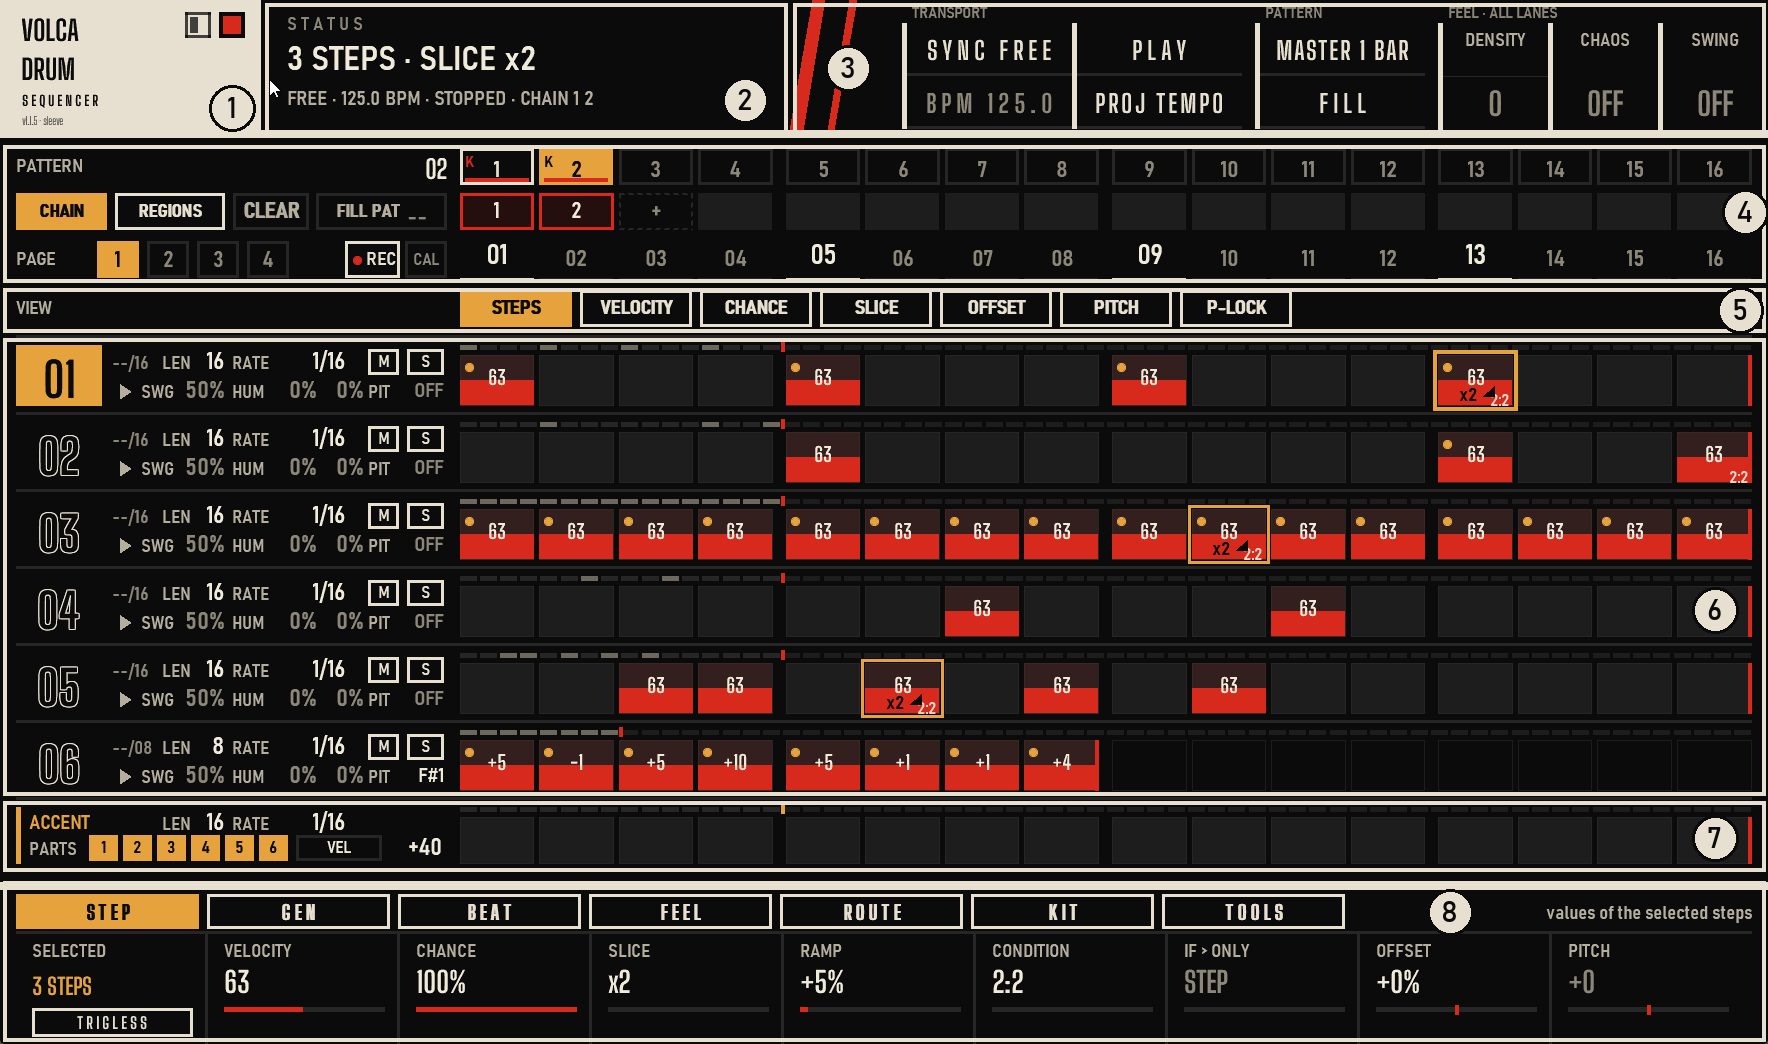 VOLCA
DRUM
SEQUENCER
v1.1.5 · sleeve
1
STATUS
3 STEPS · SLICE x2
FREE · 125.0 BPM · STOPPED · CHAIN 1 2
2
3
TRANSPORT PATTERN FEEL · ALL LANES
SYNC FREE PLAY MASTER 1 BAR DENSITY CHAOS SWING
BPM 125.0 PROJ TEMPO FILL 0 OFF OFF
PATTERN 02 K 1 K 2 3 4 5 6 7 8 9 10 11 12 13 14 15 16
CHAIN REGIONS CLEAR FILL PAT __ 1 2 + 4
PAGE 1 2 3 4 REC CAL 01 02 03 04 05 06 07 08 09 10 11 12 13 14 15 16
VIEW STEPS VELOCITY CHANCE SLICE OFFSET PITCH P-LOCK 5
01 --/16 LEN 16 RATE 1/16 M S
SWG 50% HUM 0% 0% PIT OFF
63 63 63 63 x2 2:2
02 --/16 LEN 16 RATE 1/16 M S
SWG 50% HUM 0% 0% PIT OFF
63 63 63 2:2
03 --/16 LEN 16 RATE 1/16 M S
SWG 50% HUM 0% 0% PIT OFF
63 63 63 63 63 63 63 63 63 63 x2 2:2 63 63 63 63 63 63
04 --/16 LEN 16 RATE 1/16 M S
SWG 50% HUM 0% 0% PIT OFF
63 63 6
05 --/16 LEN 16 RATE 1/16 M S
SWG 50% HUM 0% 0% PIT OFF
63 63 63 x2 2:2 63 63
06 --/08 LEN 8 RATE 1/16 M S
SWG 50% HUM 0% 0% PIT F#1
+5 -1 +5 +10 +5 +1 +1 +4
ACCENT LEN 16 RATE 1/16
PARTS 1 2 3 4 5 6 VEL +40 7
STEP GEN BEAT FEEL ROUTE KIT TOOLS 8 values of the selected steps
SELECTED VELOCITY CHANCE SLICE RAMP CONDITION IF > ONLY OFFSET PITCH
3 STEPS 63 100% x2 +5% 2:2 STEP +0% +0
TRIGLESS